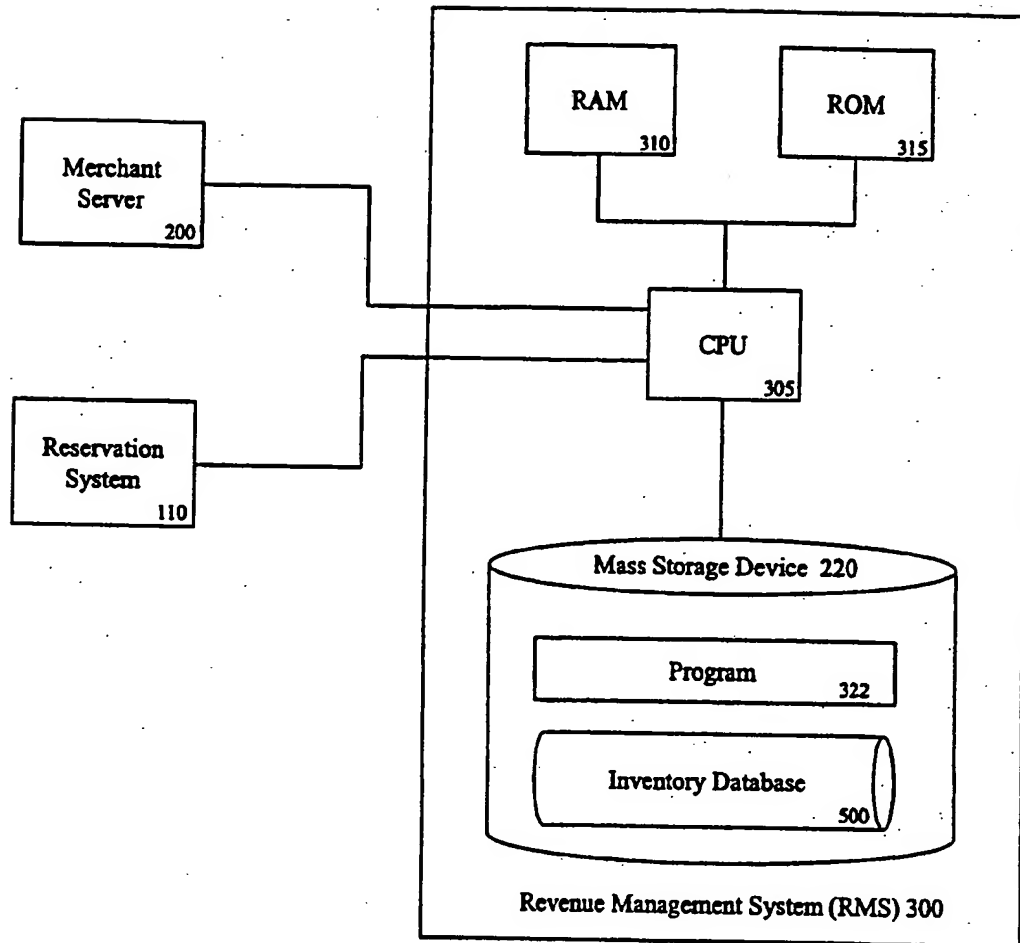 RAM
310
ROM
315
Merchant
Server
200
CPU
305
Reservation
System
110
Mass Storage Device 220
Program
322
Inventory Database
500
Revenue Management System (RMS) 300